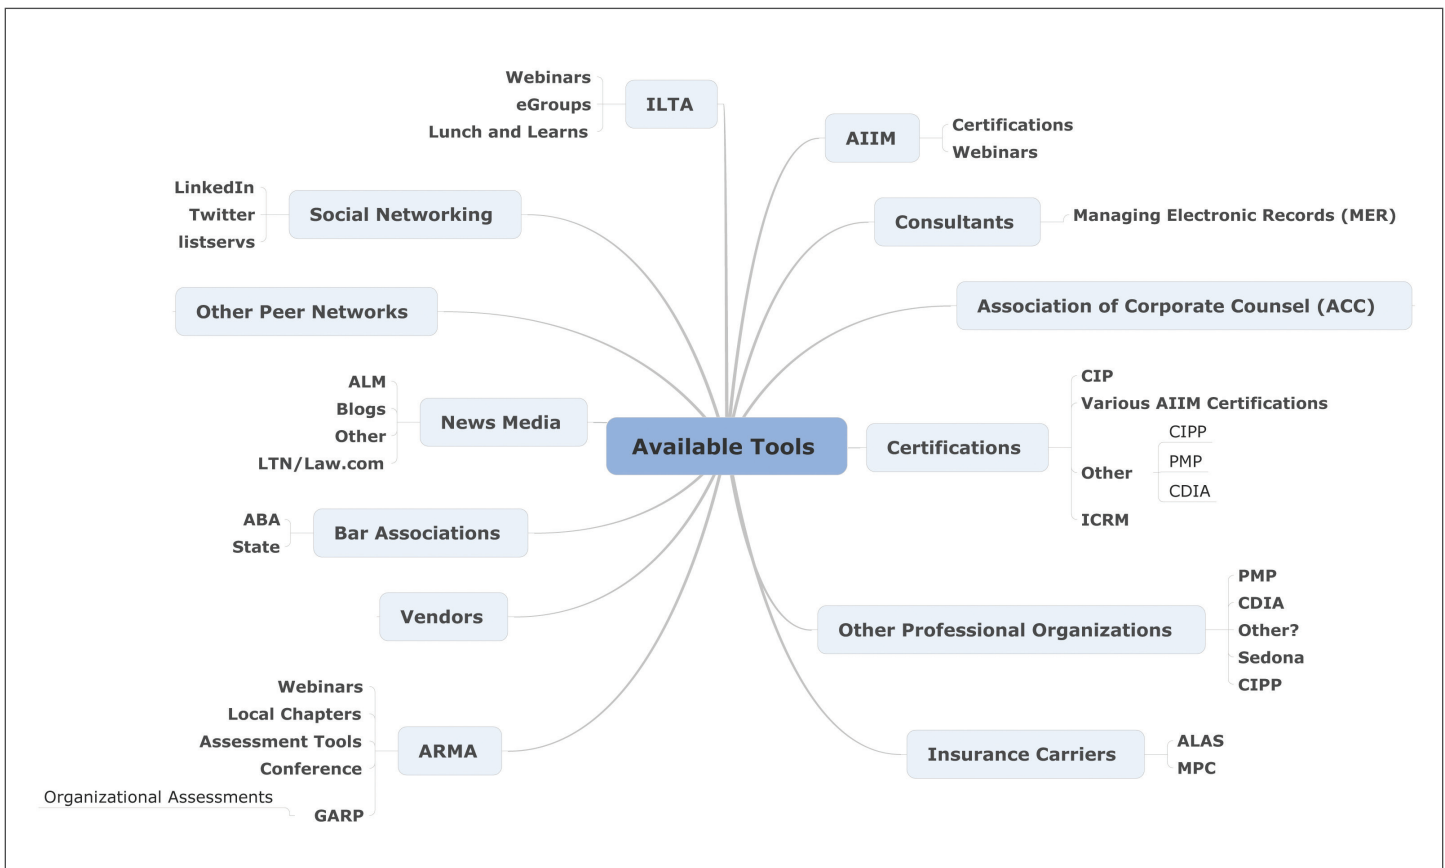 Available Tools
ILTA
Webinars
eGroups
Lunch and Learns
Social Networking
LinkedIn
Twitter
listservs
Other Peer Networks
News Media
ALM
Blogs
Other
LTN/Law.com
Bar Associations
ABA
State
Vendors
ARMA
Webinars
Local Chapters
Assessment Tools
Conference
GARP
Organizational Assessments
AIIM
Certifications
Webinars
Consultants
Managing Electronic Records (MER)
Association of Corporate Counsel (ACC)
Certifications
CIP
Various AIIM Certifications
Other
CIPP
PMP
CDIA
ICRM
Other Professional Organizations
PMP
CDIA
Other?
Sedona
CIPP
Insurance Carriers
ALAS
MPC